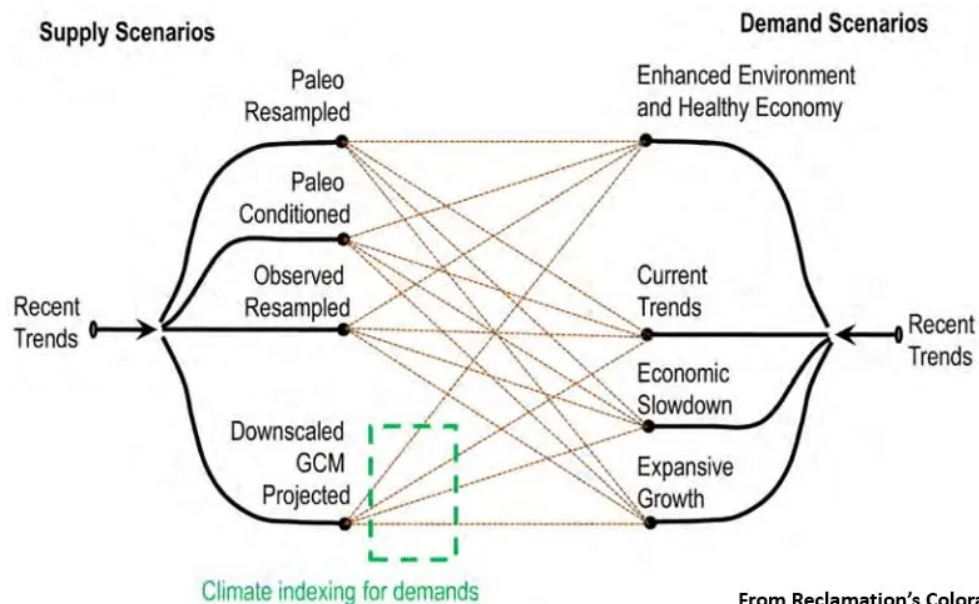 Supply Scenarios
Demand Scenarios
Paleo
Resampled
Enhanced Environment
and Healthy Economy
Paleo
Conditioned
Observed
Resampled
Current
Trends
Recent
Trends
Recent
Trends
Economic
Slowdown
Downscaled
GCM
Projected
Expansive
Growth
Climate indexing for demands
From Reclamation's